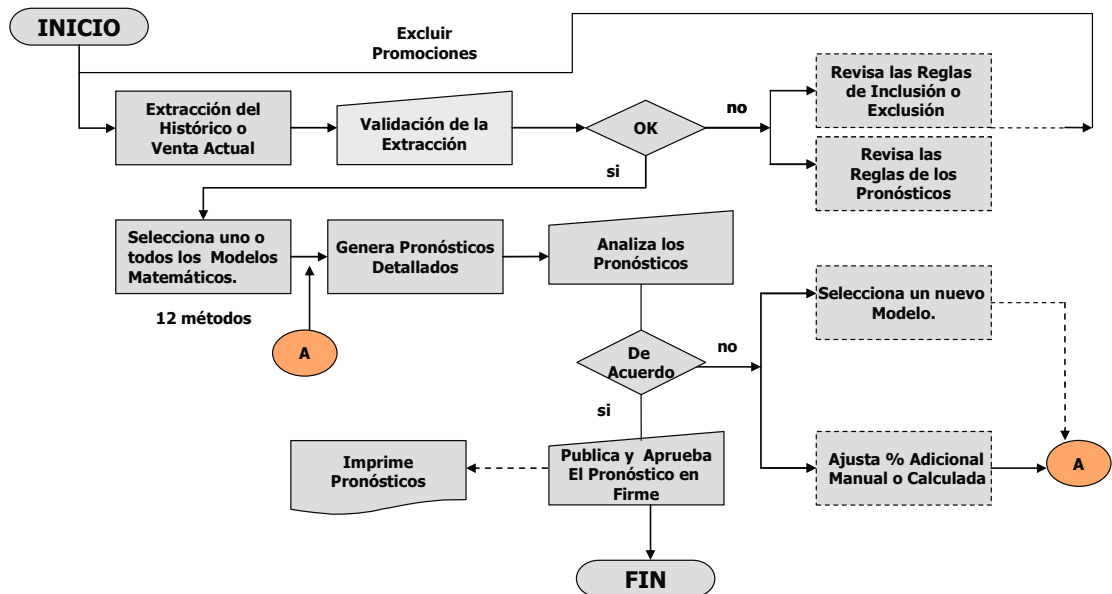 INICIO
Excluir
Promociones
Extracción del
Histórico o
Venta Actual
Validación de la
Extracción
OK
no
Revisa las Reglas
de Inclusión o
Exclusión
Revisa las
Reglas de los
Pronósticos
si
Selecciona uno o
todos los Modelos
Matemáticos.
Genera Pronósticos
Detallados
Analiza los
Pronósticos
12 métodos
A
De
Acuerdo
no
Selecciona un nuevo
Modelo.
si
Imprime
Pronósticos
Publica y Aprueba
El Pronóstico en
Firme
Ajusta % Adicional
Manual o Calculada
A
FIN